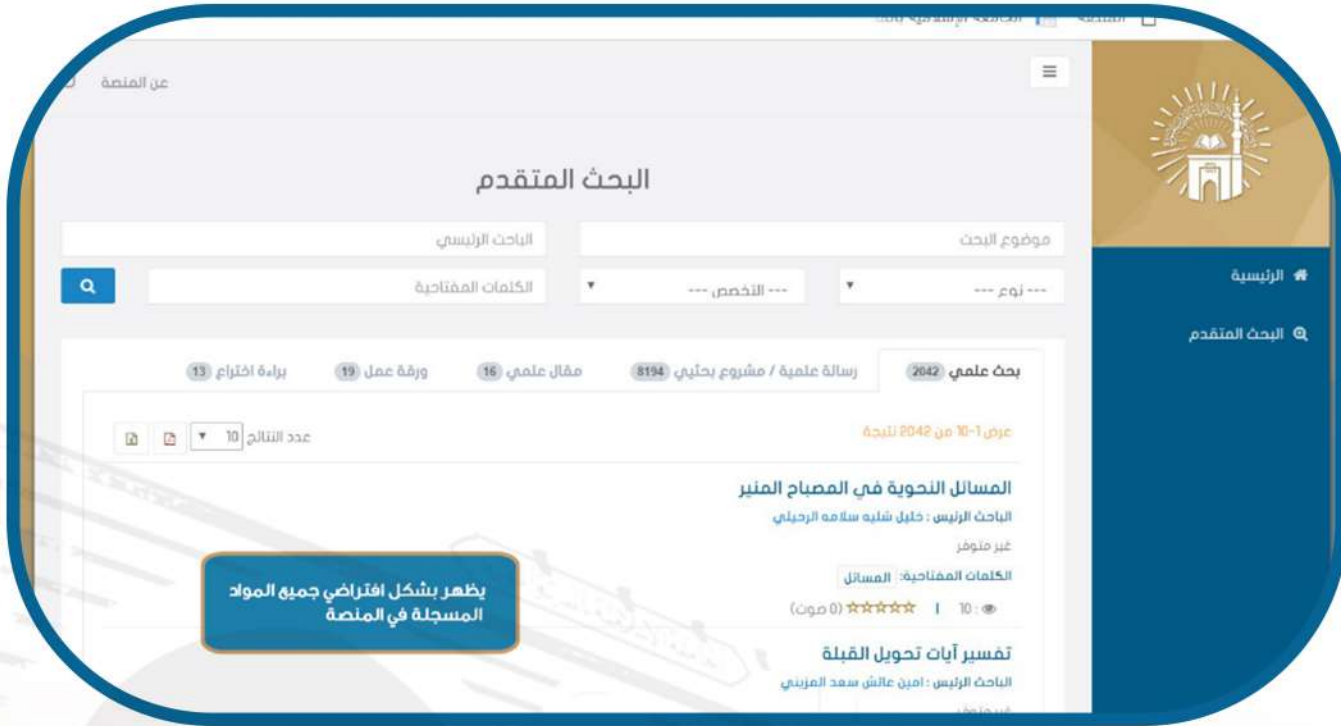 المنصة
عن المنصة
البحث المتقدم
موضوع البحث
الباحث الرئيسي
--- نوع ---
--- التخصص ---
الكلمات المفتاحية
الرئيسية
البحث المتقدم
بحث علمي 2042
رسالة علمية / مشروع بحثي 8194
مقال علمي 16
ورقة عمل 19
براءة اختراع 13
عرض 1-10 من 2042 نتيجة
عدد النتائج 10
المسائل النحوية في المصباح المنير
الباحث الرئيس : خليل شليه سلامه الرحيلي
غير متوفر
الكلمات المفتاحية: المسائل
10 : | (0 صوت)
يظهر بشكل افتراضي جميع المواد
المسجلة في المنصة
تفسير آيات تحويل القبلة
الباحث الرئيس : امين عائش سعد المزيني